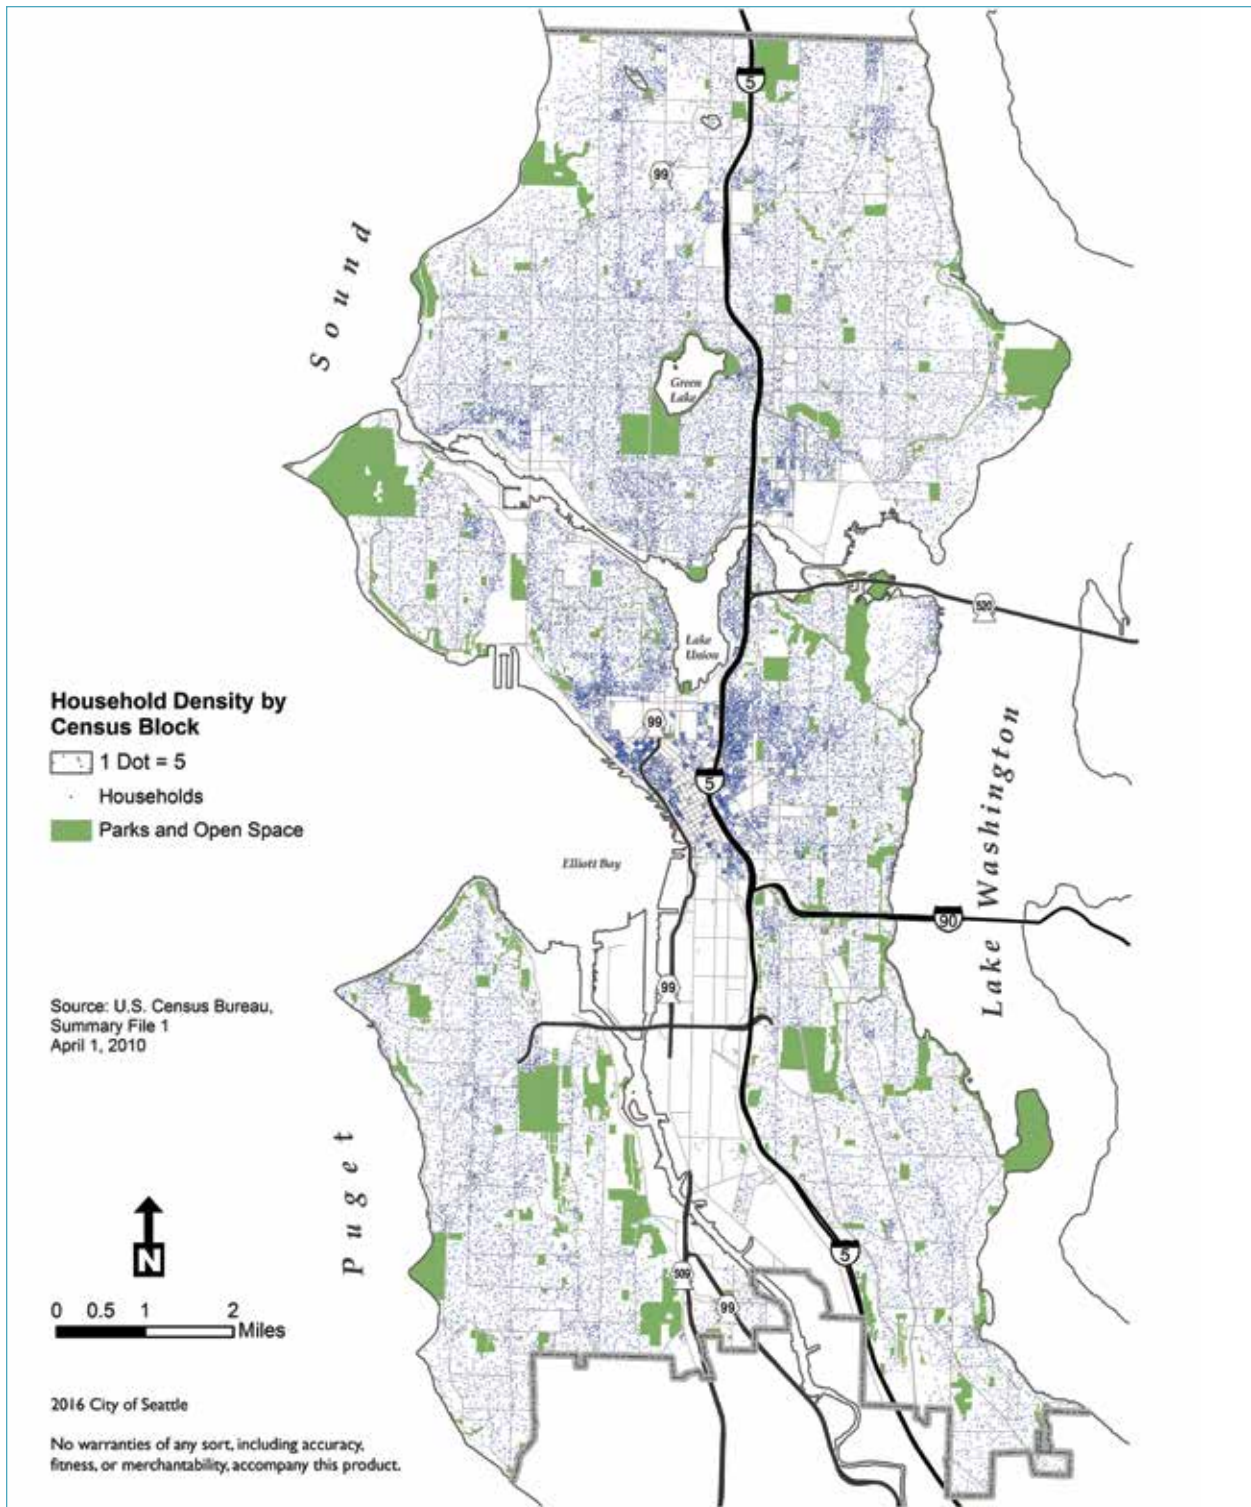 5
99
Sound
Green
Lake
520
Lake
Union
Household Density by
Census Block
1 Dot = 5
Households
Parks and Open Space
99
5
Elliott Bay
90
Lake Washington
99
Source: U.S. Census Bureau,
Summary File 1
April 1, 2010
Puget
N
5
509
99
0 0.5 1 2
Miles
2016 City of Seattle
No warranties of any sort, including accuracy,
fitness, or merchantability, accompany this product.